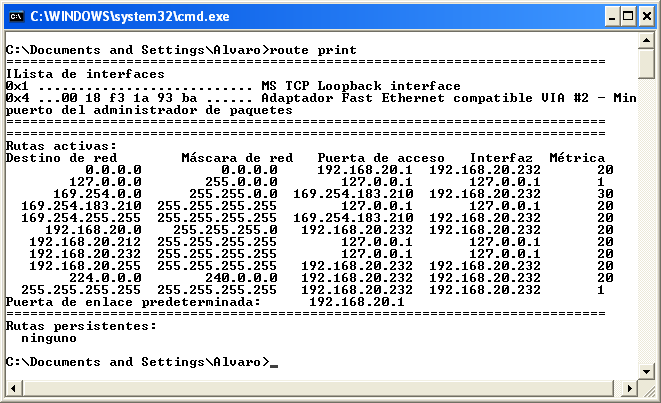 C:\WINDOWS\system32\cmd.exe
C:\Documents and Settings\Alvaro>route print
===========================================================================
ILista de interfaces
0x1 ........................... MS TCP Loopback interface
0x4 ...00 18 f3 1a 93 ba ...... Adaptador Fast Ethernet compatible VIA #2 - Min
puerto del administrador de paquetes
===========================================================================
===========================================================================
Rutas activas:
Destino de red        Máscara de red   Puerta de acceso   Interfaz  Métrica
0.0.0.0          0.0.0.0     192.168.20.1  192.168.20.232       20
127.0.0.0        255.0.0.0        127.0.0.1       127.0.0.1       1
169.254.0.0      255.255.0.0  169.254.183.210  192.168.20.232       30
169.254.183.210  255.255.255.255        127.0.0.1       127.0.0.1       20
169.254.255.255  255.255.255.255  169.254.183.210  192.168.20.232       20
192.168.20.0    255.255.255.0   192.168.20.232  192.168.20.232       20
192.168.20.212  255.255.255.255        127.0.0.1       127.0.0.1       20
192.168.20.232  255.255.255.255        127.0.0.1       127.0.0.1       20
192.168.20.255  255.255.255.255   192.168.20.232  192.168.20.232       20
224.0.0.0        240.0.0.0   192.168.20.232  192.168.20.232       20
255.255.255.255  255.255.255.255   192.168.20.232  192.168.20.232       1
Puerta de enlace predeterminada:      192.168.20.1
===========================================================================
Rutas persistentes:
ninguno
C:\Documents and Settings\Alvaro>_